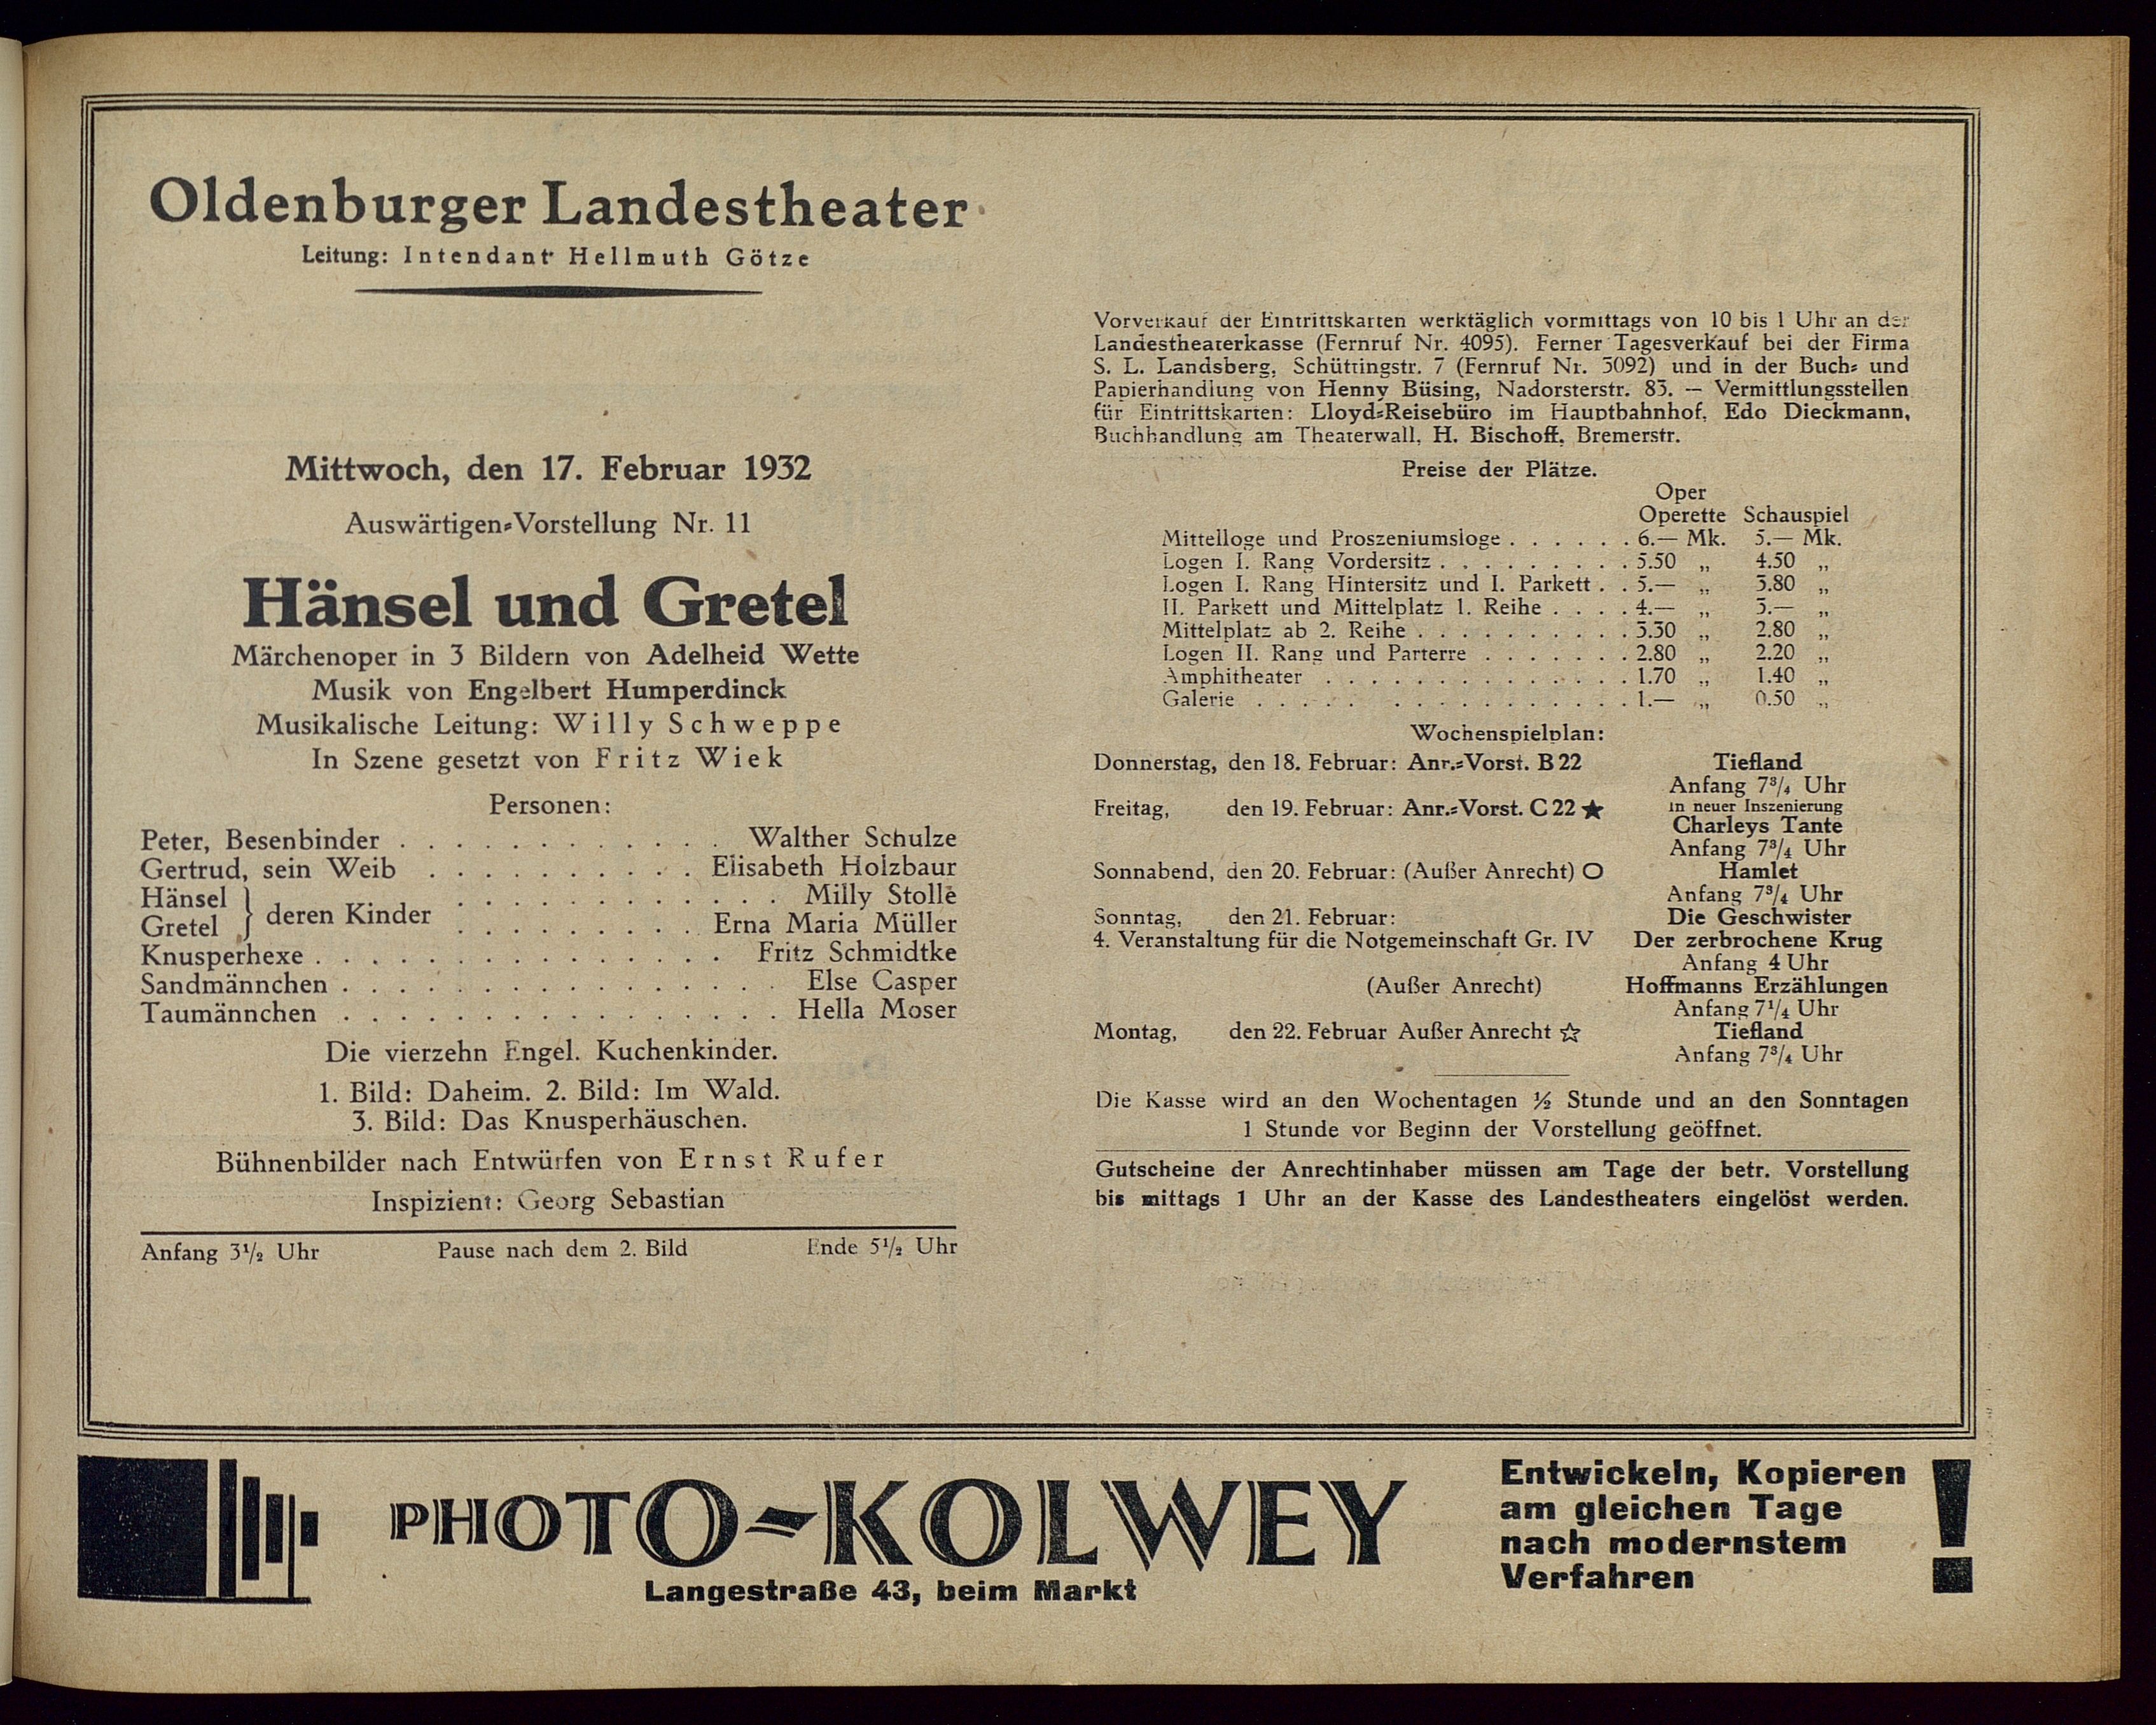 Oldenburger Landestheater
Leitung: Intendant Hellmuth Götze
Mittwoch, den 17. Februar 1932
Auswärtigen-Vorstellung Nr. 11
Hänsel und Gretel
Märchenoper in 3 Bildern von Adelheid Wette
Musik von Engelbert Humperdinck
Musikalische Leitung: Willy Schweppe
In Szene gesetzt von Fritz Wiek
Personen:
Peter, Besenbinder . . . . . . . . . . . . Walther Schulze
Gertrud, sein Weib . . . . . . . . . . Elisabeth Holzbaur
Hänsel } deren Kinder . . . . . . . . . . . . Milly Stolle
Gretel } . . . . . . . . . Erna Maria Müller
Knusperhexe . . . . . . . . . . . . . . . Fritz Schmidtke
Sandmännchen . . . . . . . . . . . . . . . . Else Casper
Taumännchen . . . . . . . . . . . . . . . . Hella Moser
Die vierzehn Engel. Kuchenkinder.
1. Bild: Daheim. 2. Bild: Im Wald.
3. Bild: Das Knusperhäuschen.
Bühnenbilder nach Entwürfen von Ernst Rufer
Inspizient: Georg Sebastian
Anfang 3½ Uhr Pause nach dem 2. Bild Ende 5½ Uhr
Vorverkauf der Eintrittskarten werktäglich vormittags von 10 bis 1 Uhr an der
Landestheaterkasse (Fernruf Nr. 4095). Ferner Tagesverkauf bei der Firma
S. L. Landsberg, Schüttingstr. 7 (Fernruf Nr. 3092) und in der Buch- und
Papierhandlung von Henny Büsing, Nadorsterstr. 83. — Vermittlungsstellen
für Eintrittskarten: Lloyd-Reisebüro im Hauptbahnhof, Edo Dieckmann,
Buchhandlung am Theaterwall, H. Bischoff, Bremerstr.
Preise der Plätze.
Oper
Operette Schauspiel
Mittelloge und Proszeniumsloge . . . . . . 6.— Mk. 5.— Mk.
Logen I. Rang Vordersitz . . . . . . . . . 5.50 „ 4.50 „
Logen I. Rang Hintersitz und I. Parkett . . 5.— „ 3.80 „
II. Parkett und Mittelplatz 1. Reihe . . . . 4.— „ 3.— „
Mittelplatz ab 2. Reihe . . . . . . . . . . 3.30 „ 2.80 „
Logen II. Rang und Parterre . . . . . . . 2.80 „ 2.20 „
Amphitheater . . . . . . . . . . . . . . 1.70 „ 1.40 „
Galerie . . . . . . . . . . . . . . . . . 1.— „ 0.50 „
Wochenspielplan:
Donnerstag, den 18. Februar: Anr.-Vorst. B 22 Tiefland
Anfang 7¾ Uhr
Freitag, den 19. Februar: Anr.-Vorst. C 22 ★ in neuer Inszenierung
Charleys Tante
Anfang 7¾ Uhr
Sonnabend, den 20. Februar: (Außer Anrecht) O Hamlet
Anfang 7¾ Uhr
Sonntag, den 21. Februar: Die Geschwister
4. Veranstaltung für die Notgemeinschaft Gr. IV Der zerbrochene Krug
Anfang 4 Uhr
(Außer Anrecht) Hoffmanns Erzählungen
Anfang 7¼ Uhr
Montag, den 22. Februar Außer Anrecht ☆ Tiefland
Anfang 7¾ Uhr
Die Kasse wird an den Wochentagen ½ Stunde und an den Sonntagen
1 Stunde vor Beginn der Vorstellung geöffnet.
Gutscheine der Anrechtinhaber müssen am Tage der betr. Vorstellung
bis mittags 1 Uhr an der Kasse des Landestheaters eingelöst werden.
PHOTO-KOLWEY
Langestraße 43, beim Markt
Entwickeln, Kopieren
am gleichen Tage
nach modernstem
Verfahren !